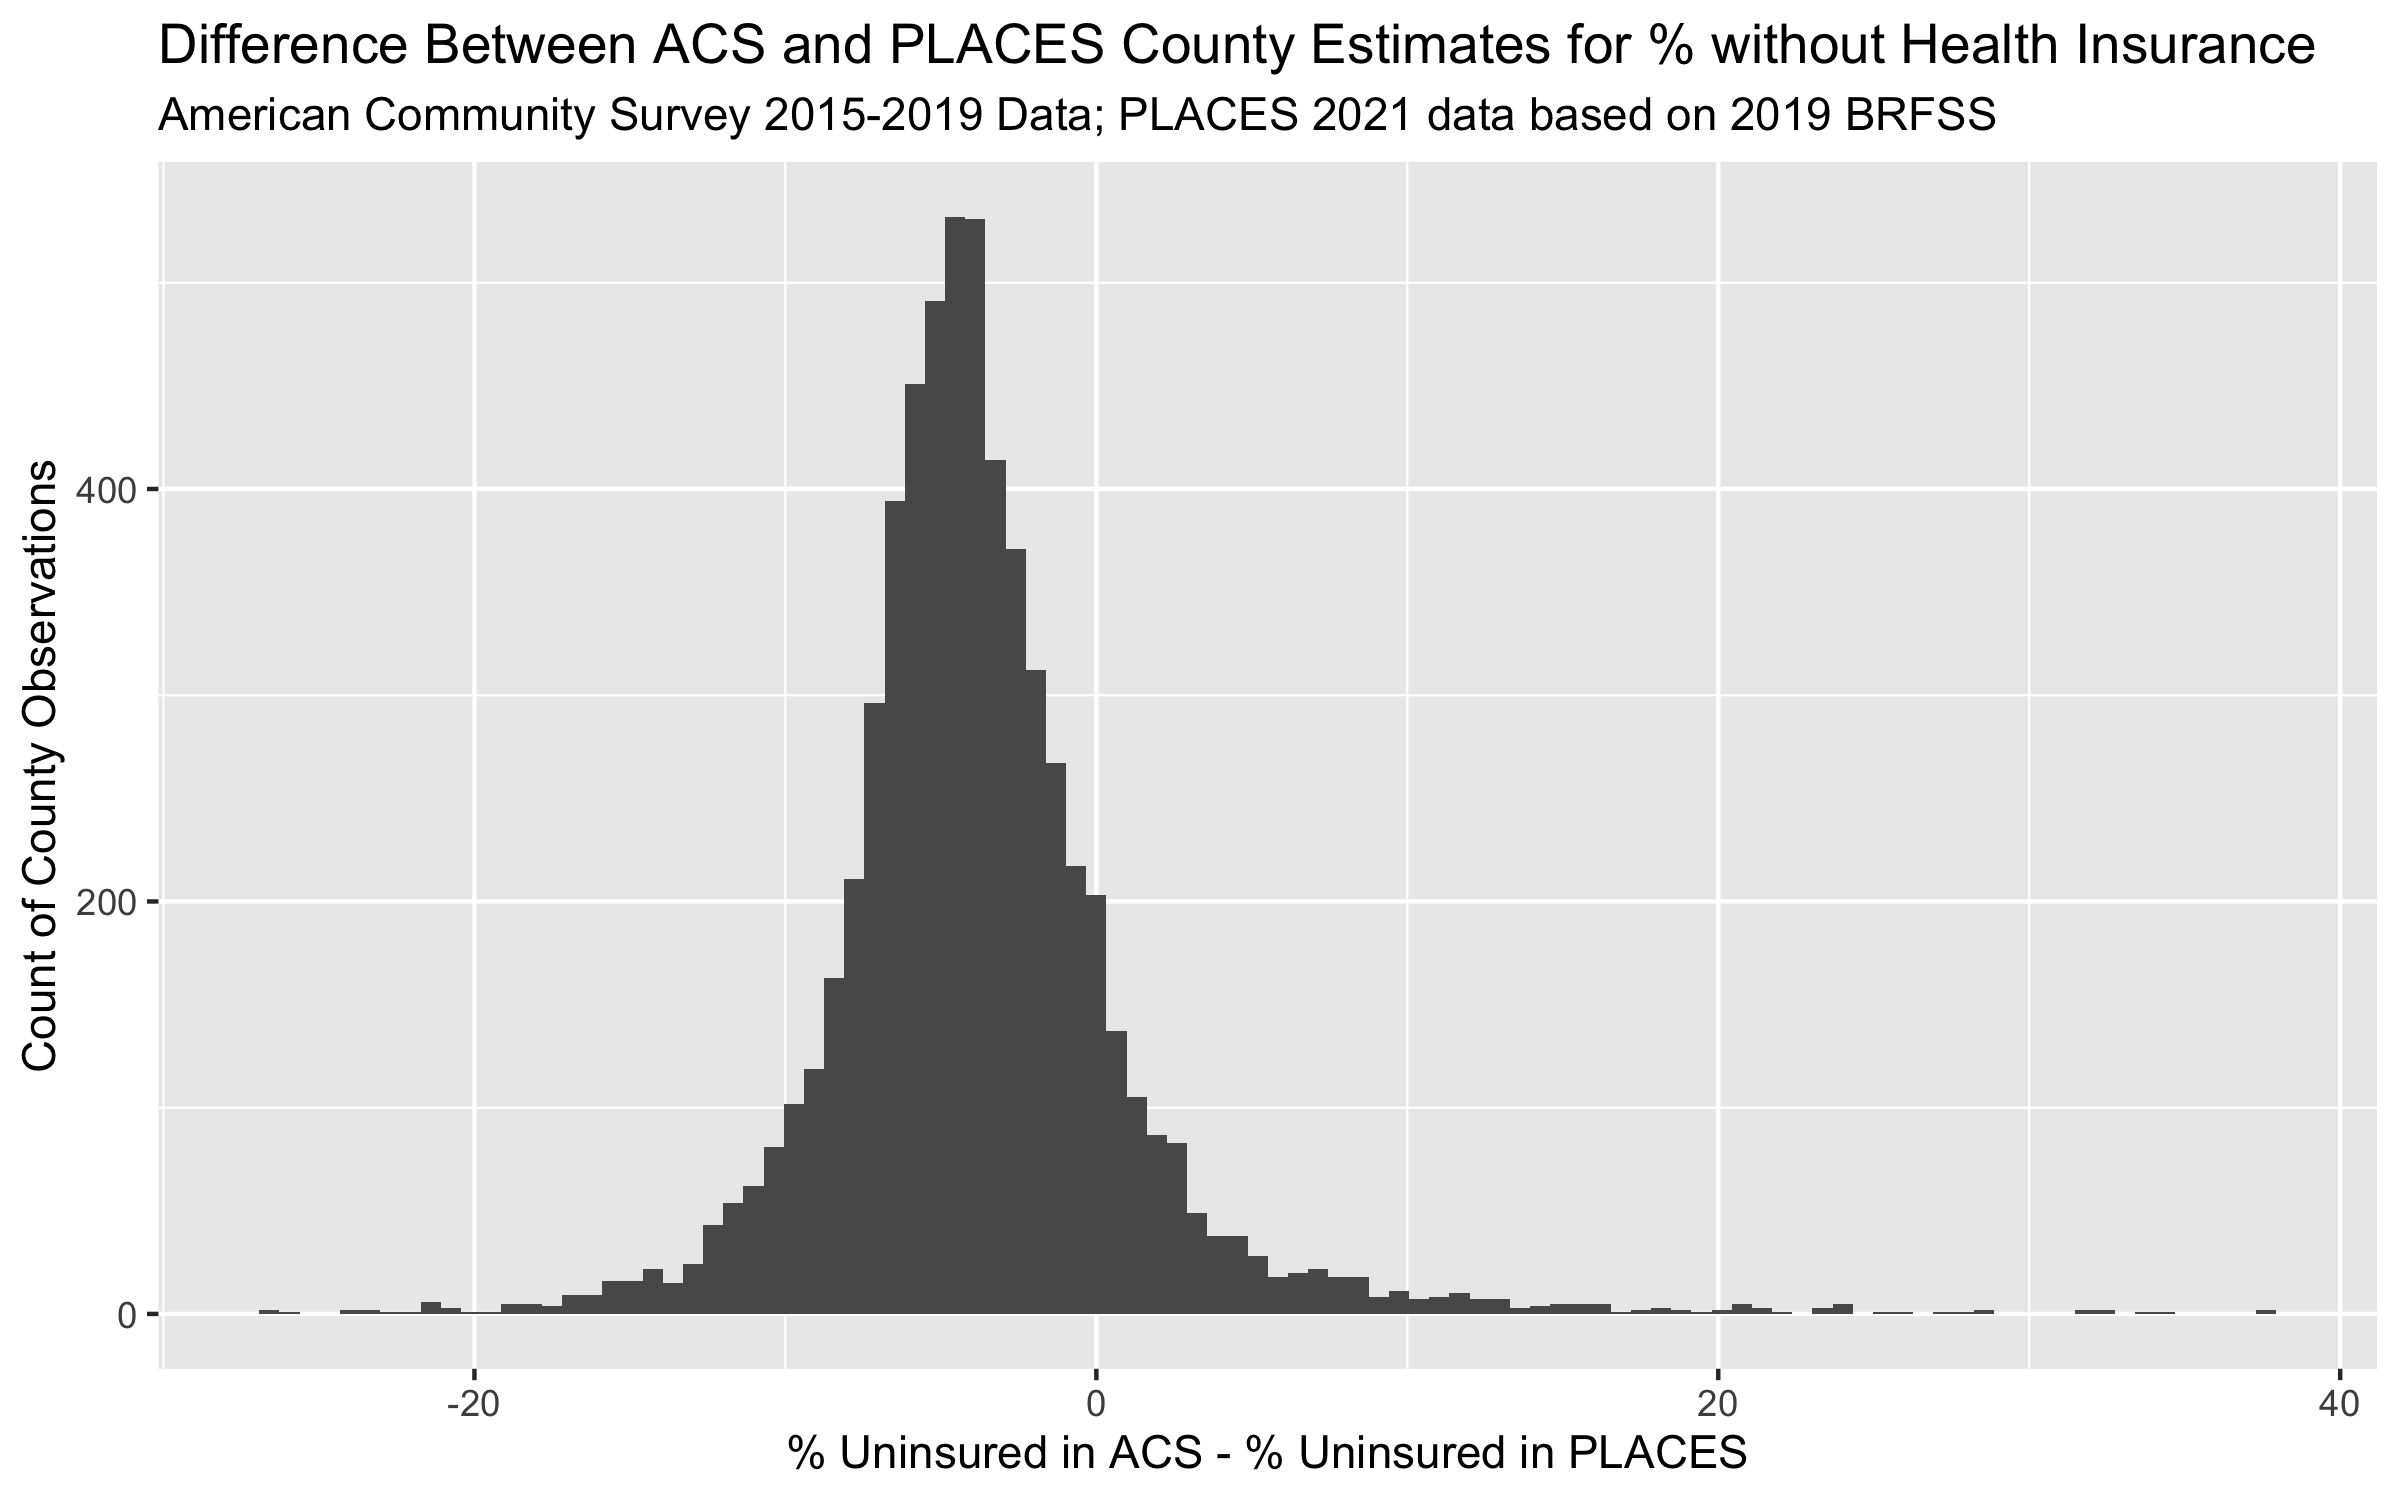 Difference Between ACS and PLACES County Estimates for % without Health Insurance
American Community Survey 2015-2019 Data; PLACES 2021 data based on 2019 BRFSS
Count of County Observations
400
200
0
-20
0
20
40
% Uninsured in ACS - % Uninsured in PLACES